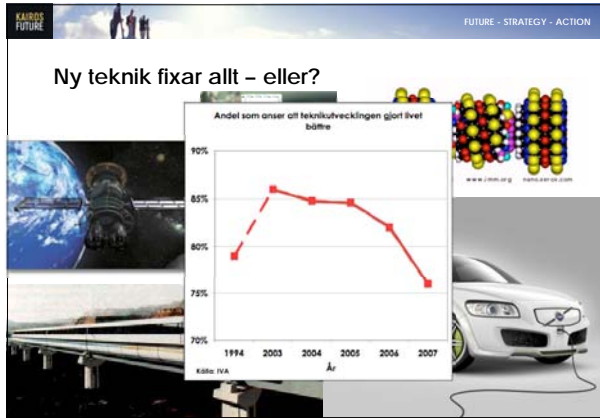 KAIROS
FUTURE
FUTURE - STRATEGY - ACTION
Ny teknik fixar allt – eller?
Andel som anser att teknikutvecklingen gjort livet
bättre
90%
85%
80%
75%
70%
1994 2003 2004 2005 2006 2007
År
Källa: IVA
www.imm.org nano.xerox.com